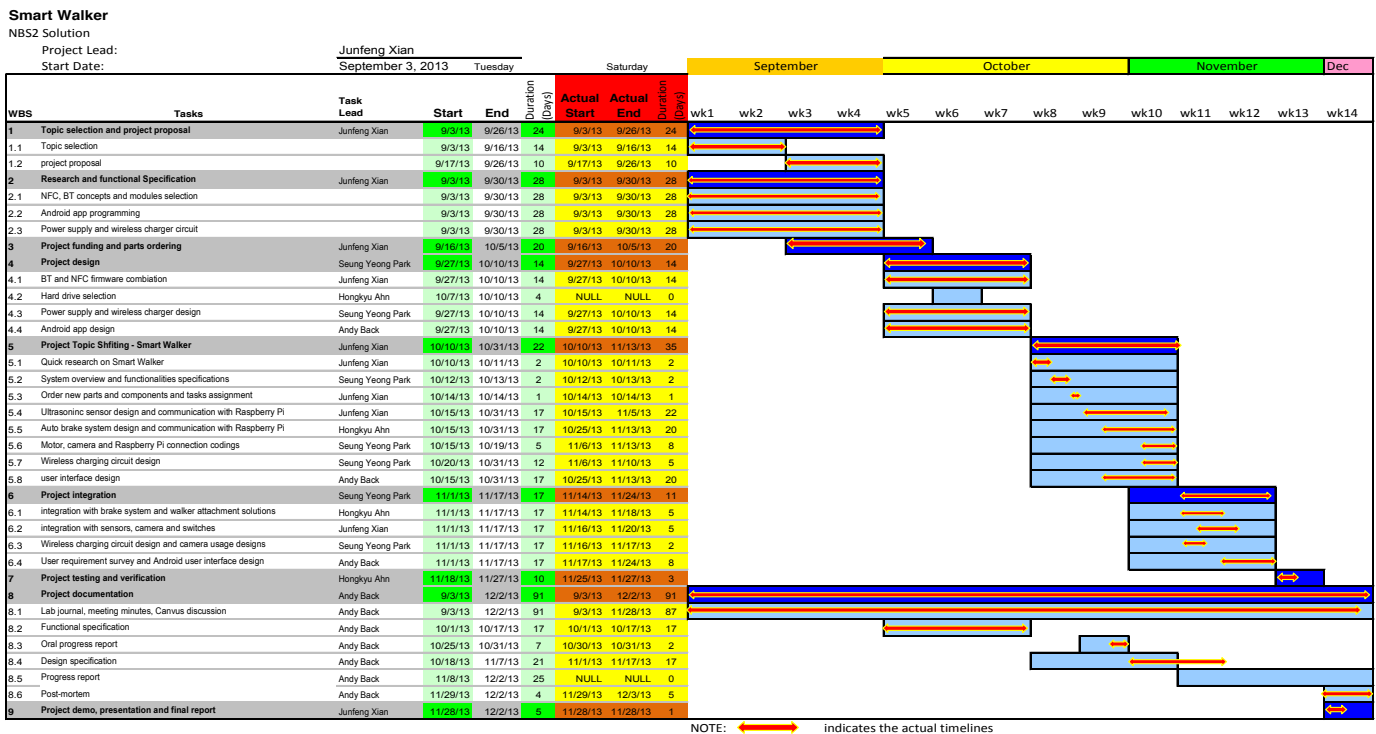 Smart Walker
NBS2 Solution
Project Lead: Junfeng Xian
Start Date: September 3, 2013 Tuesday Saturday September October November Dec
WBS Tasks Task Lead Start End Duration (Days) Actual Start Actual End Duration (Days) wk1 wk2 wk3 wk4 wk5 wk6 wk7 wk8 wk9 wk10 wk11 wk12 wk13 wk14
1 Topic selection and project proposal Junfeng Xian 9/3/13 9/26/13 24 9/3/13 9/26/13 24
1.1 Topic selection 9/3/13 9/16/13 14 9/3/13 9/16/13 14
1.2 project proposal 9/17/13 9/26/13 10 9/17/13 9/26/13 10
2 Research and functional Specification Junfeng Xian 9/3/13 9/30/13 28 9/3/13 9/30/13 28
2.1 NFC, BT concepts and modules selection 9/3/13 9/30/13 28 9/3/13 9/30/13 28
2.2 Android app programming 9/3/13 9/30/13 28 9/3/13 9/30/13 28
2.3 Power supply and wireless charger circuit 9/3/13 9/30/13 28 9/3/13 9/30/13 28
3 Project funding and parts ordering Junfeng Xian 9/16/13 10/5/13 20 9/16/13 10/5/13 20
4 Project design Seung Yeong Park 9/27/13 10/10/13 14 9/27/13 10/10/13 14
4.1 BT and NFC firmware combiation Junfeng Xian 9/27/13 10/10/13 14 9/27/13 10/10/13 14
4.2 Hard drive selection Hongkyu Ahn 10/7/13 10/10/13 4 NULL NULL 0
4.3 Power supply and wireless charger design Seung Yeong Park 9/27/13 10/10/13 14 9/27/13 10/10/13 14
4.4 Android app design Andy Back 9/27/13 10/10/13 14 9/27/13 10/10/13 14
5 Project Topic Shfiting - Smart Walker Junfeng Xian 10/10/13 10/31/13 22 10/10/13 11/13/13 35
5.1 Quick research on Smart Walker Junfeng Xian 10/10/13 10/11/13 2 10/10/13 10/11/13 2
5.2 System overview and functionalities specifications Seung Yeong Park 10/12/13 10/13/13 2 10/12/13 10/13/13 2
5.3 Order new parts and components and tasks assignment Junfeng Xian 10/14/13 10/14/13 1 10/14/13 10/14/13 1
5.4 Ultrasoninc sensor design and communication with Raspberry Pi Junfeng Xian 10/15/13 10/31/13 17 10/15/13 11/5/13 22
5.5 Auto brake system design and communication with Raspberry Pi Hongkyu Ahn 10/15/13 10/31/13 17 10/25/13 11/13/13 20
5.6 Motor, camera and Raspberry Pi connection codings Seung Yeong Park 10/15/13 10/19/13 5 11/6/13 11/13/13 8
5.7 Wireless charging circuit design Seung Yeong Park 10/20/13 10/31/13 12 11/6/13 11/10/13 5
5.8 user interface design Andy Back 10/15/13 10/31/13 17 10/25/13 11/13/13 20
6 Project integration Seung Yeong Park 11/1/13 11/17/13 17 11/14/13 11/24/13 11
6.1 integration with brake system and walker attachment solutions Hongkyu Ahn 11/1/13 11/17/13 17 11/14/13 11/18/13 5
6.2 integration with sensors, camera and switches Junfeng Xian 11/1/13 11/17/13 17 11/16/13 11/20/13 5
6.3 Wireless charging circuit design and camera usage designs Seung Yeong Park 11/1/13 11/17/13 17 11/16/13 11/17/13 2
6.4 User requirement survey and Android user interface design Andy Back 11/1/13 11/17/13 17 11/17/13 11/24/13 8
7 Project testing and verification Hongkyu Ahn 11/18/13 11/27/13 10 11/25/13 11/27/13 3
8 Project documentation Andy Back 9/3/13 12/2/13 91 9/3/13 12/2/13 91
8.1 Lab journal, meeting minutes, Canvus discussion Andy Back 9/3/13 12/2/13 91 9/3/13 11/28/13 87
8.2 Functional specification Andy Back 10/1/13 10/17/13 17 10/1/13 10/17/13 17
8.3 Oral progress report Andy Back 10/25/13 10/31/13 7 10/30/13 10/31/13 2
8.4 Design specification Andy Back 10/18/13 11/7/13 21 11/1/13 11/17/13 17
8.5 Progress report Andy Back 11/8/13 12/2/13 25 NULL NULL 0
8.6 Post-mortem Andy Back 11/29/13 12/2/13 4 11/29/13 12/3/13 5
9 Project demo, presentation and final report Junfeng Xian 11/28/13 12/2/13 5 11/28/13 11/28/13 1
NOTE: indicates the actual timelines